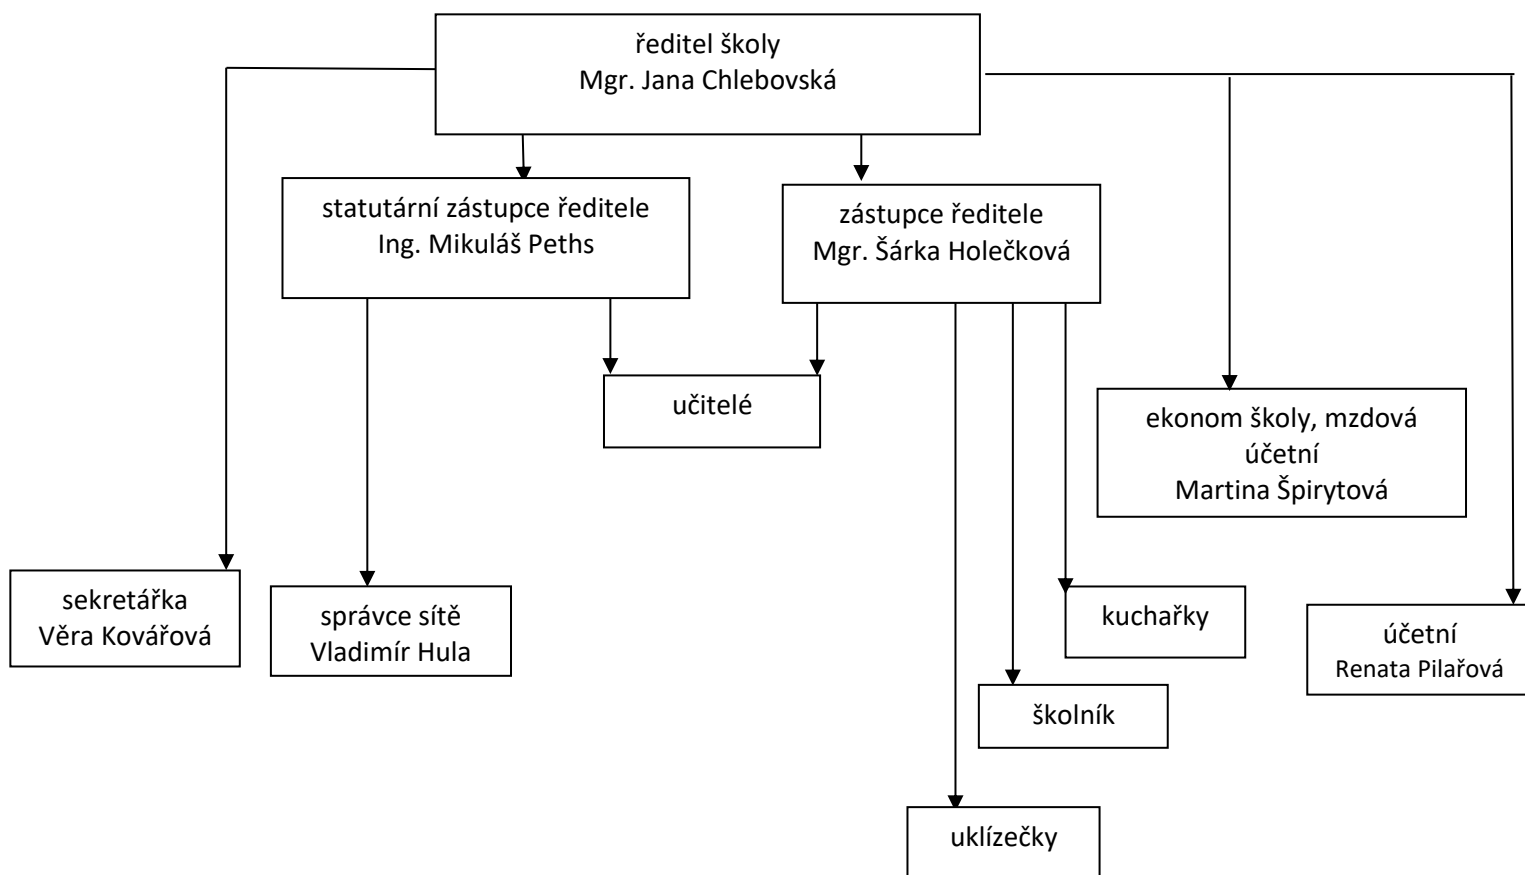 ředitel školy
Mgr. Jana Chlebovská
statutární zástupce ředitele
Ing. Mikuláš Peths
zástupce ředitele
Mgr. Šárka Holečková
učitelé
ekonom školy, mzdová
účetní
Martina Špirytová
sekretářka
Věra Kovářová
správce sítě
Vladimír Hula
kuchařky
účetní
Renata Pilařová
školník
uklízečky